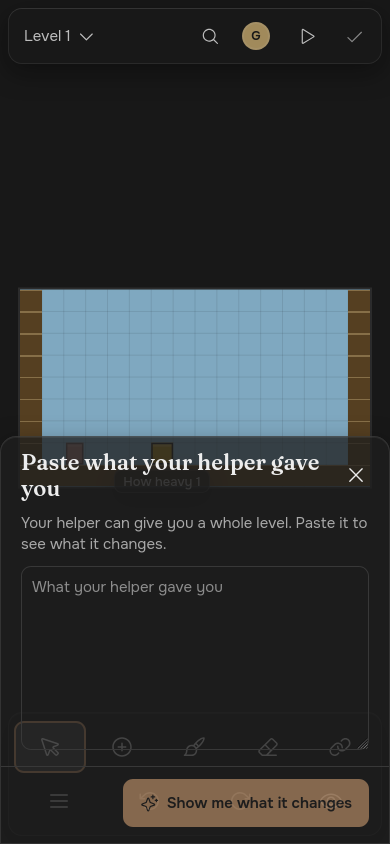 Level 1
G
Paste what your helper gave
you
How heavy 1
Your helper can give you a whole level. Paste it to
see what it changes.
What your helper gave you
Show me what it changes